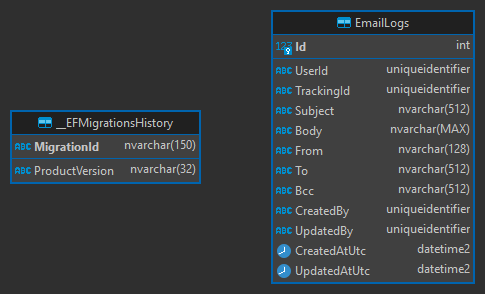 __EFMigrationsHistory
ABC MigrationId nvarchar(150)
ABC ProductVersion nvarchar(32)
EmailLogs
123 Id int
ABC UserId uniqueidentifier
ABC TrackingId uniqueidentifier
ABC Subject nvarchar(512)
ABC Body nvarchar(MAX)
ABC From nvarchar(128)
ABC To nvarchar(512)
ABC Bcc nvarchar(512)
ABC CreatedBy uniqueidentifier
ABC UpdatedBy uniqueidentifier
CreatedAtUtc datetime2
UpdatedAtUtc datetime2